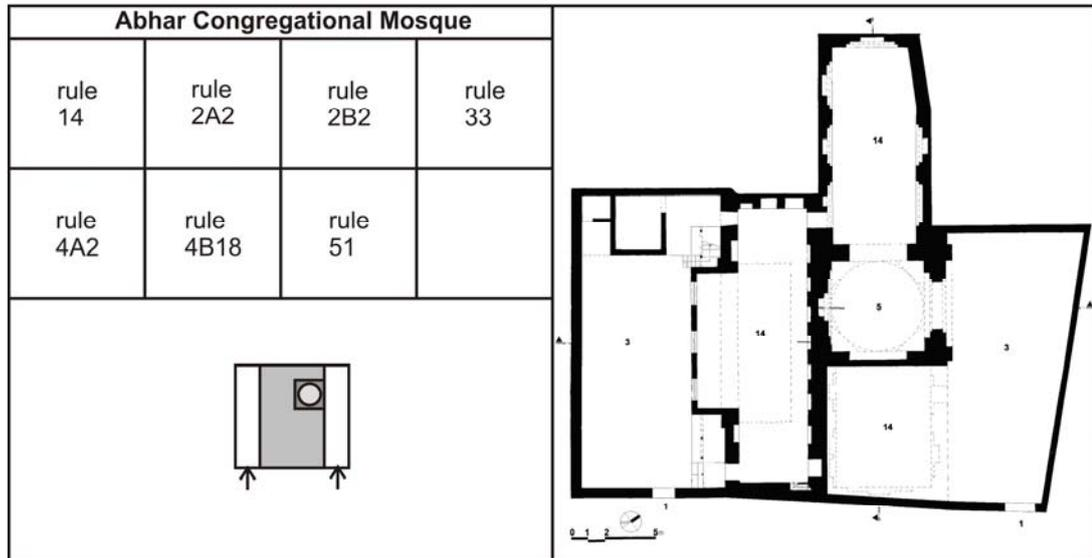 Abhar Congregational Mosque
rule
14
rule
2A2
rule
2B2
rule
33
rule
4A2
rule
4B18
rule
51
14
5
3
14
3
14
1
1
0 1 2 5m